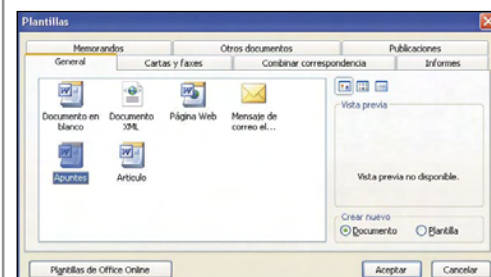 Plantillas
Memorandos Otros documentos Publicaciones
General Cartas y faxes Combinar correspondencia Informes
Documento en blanco
Documento XML
Página Web
Mensaje de correo el...
Apuntes
Articulo
Vista previa
Vista previa no disponible.
Crear nuevo
Documento Plantilla
Plantillas de Office Online
Aceptar Cancelar